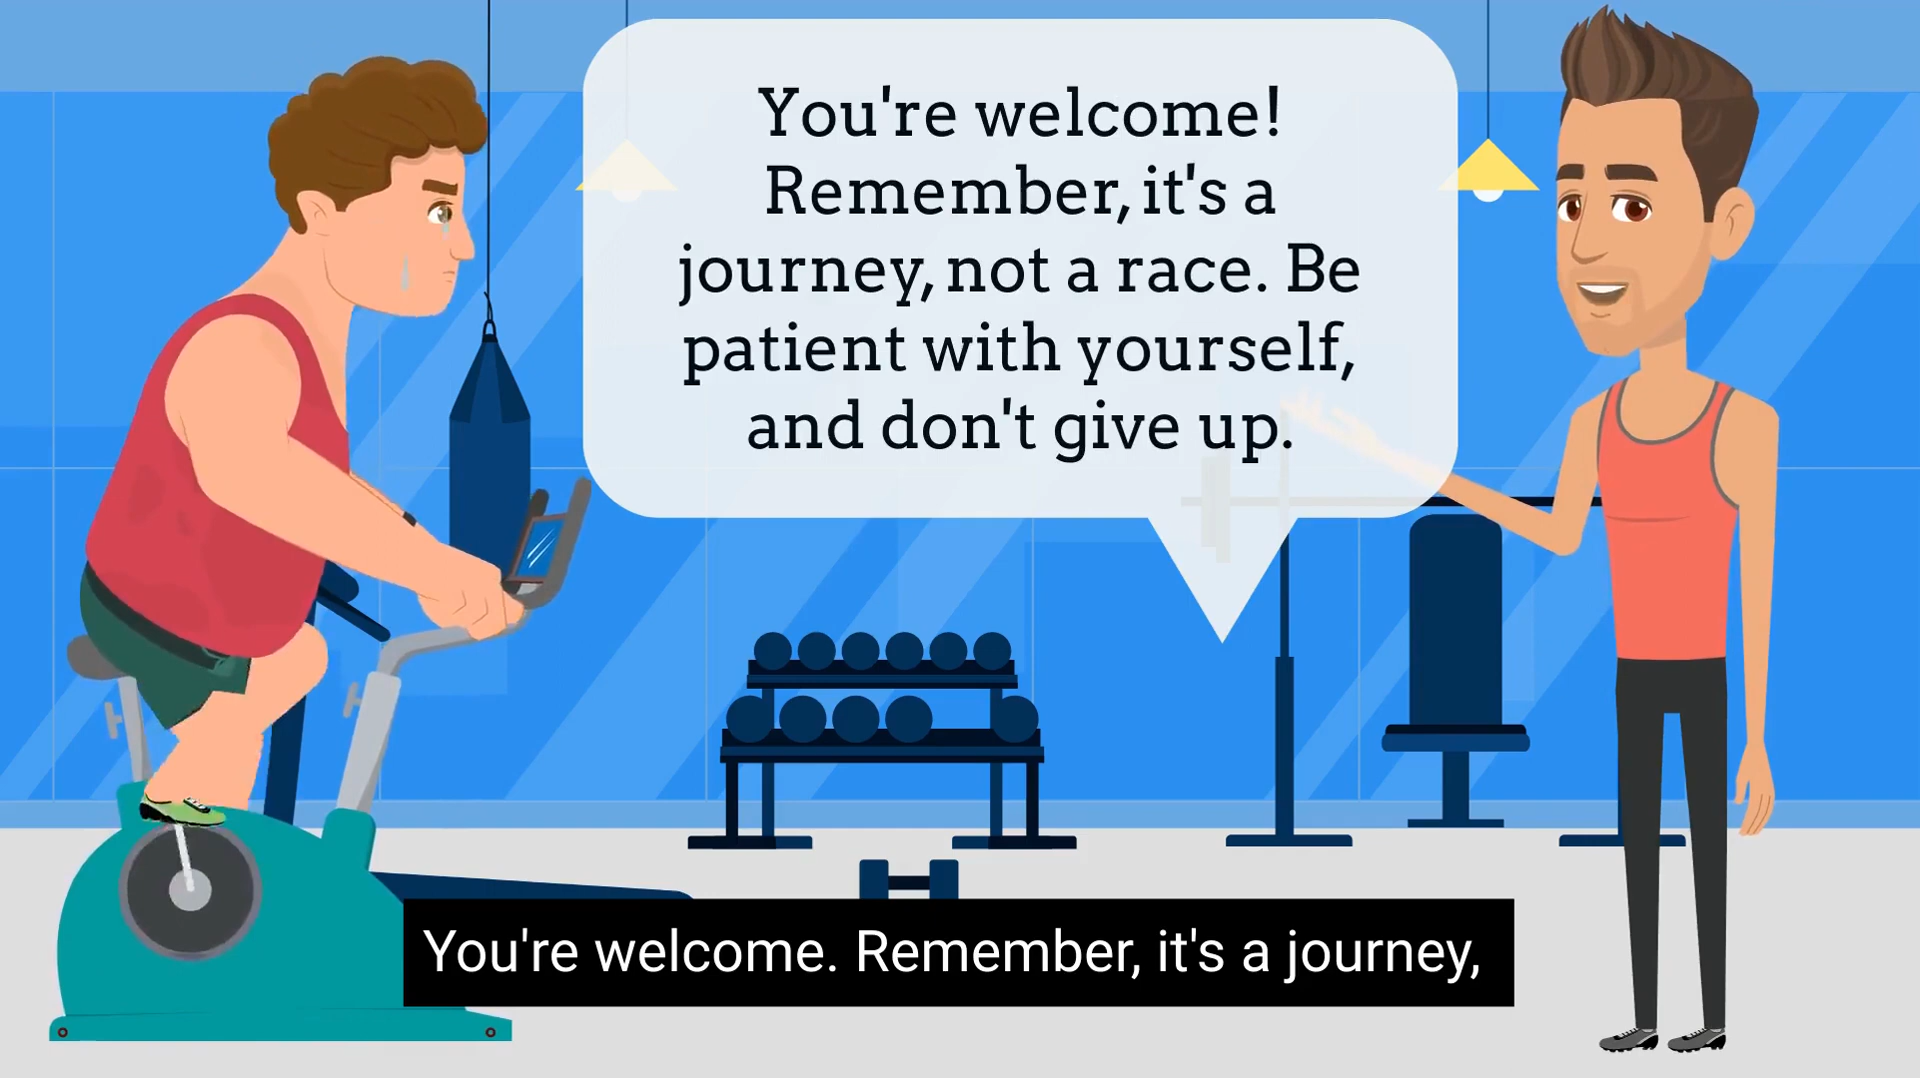 You're welcome!
Remember, it's a
journey, not a race. Be
patient with yourself,
and don't give up.
You're welcome. Remember, it's a journey,